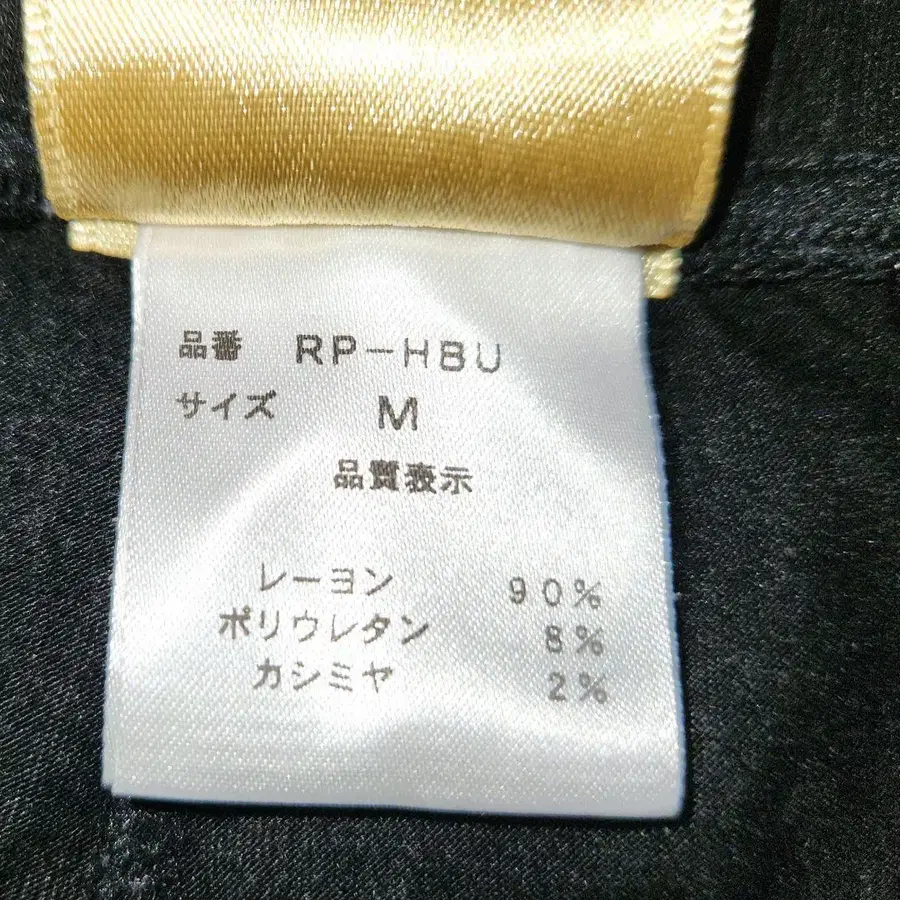 品番 RP-HBU
サイズ M
品質表示
レーヨン 90%
ポリウレタン 8%
カシミヤ 2%